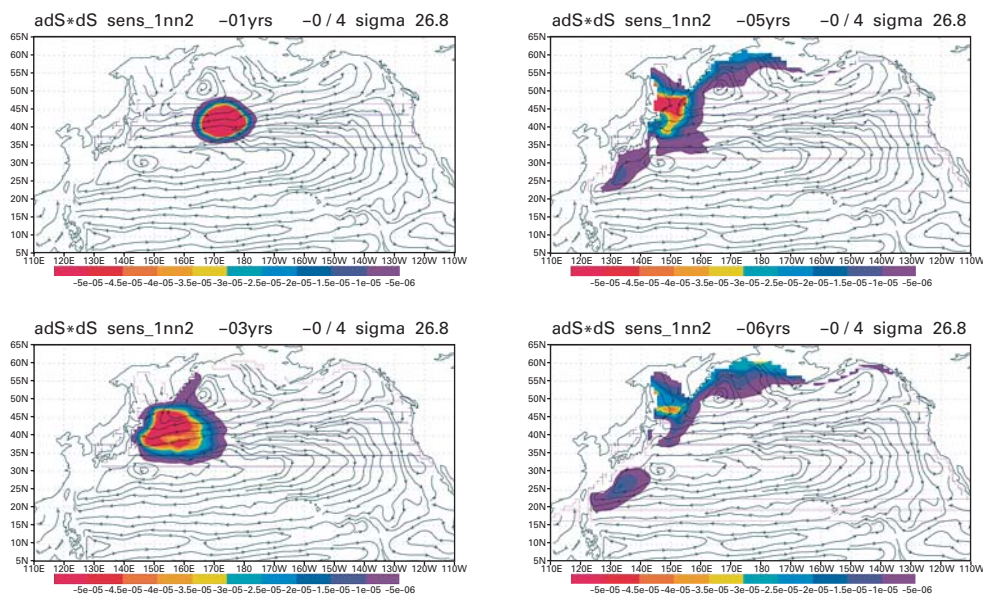 adS*dS sens_1nn2 -01yrs -0 / 4 sigma 26.8
65N
60N
55N
50N
45N
40N
35N
30N
25N
20N
15N
10N
5N
110E 120E 130E 140E 150E 160E 170E 180 170W 160W 150W 140W 130W 120W 110W
-5e-05 -4.5e-05 -4e-05 -3.5e-05 -3e-05 -2.5e-05 -2e-05 -1.5e-05 -1e-05 -5e-06
adS*dS sens_1nn2 -05yrs -0 / 4 sigma 26.8
65N
60N
55N
50N
45N
40N
35N
30N
25N
20N
15N
10N
5N
110E 120E 130E 140E 150E 160E 170E 180 170W 160W 150W 140W 130W 120W 110W
-5e-05 -4.5e-05 -4e-05 -3.5e-05 -3e-05 -2.5e-05 -2e-05 -1.5e-05 -1e-05 -5e-06
adS*dS sens_1nn2 -03yrs -0 / 4 sigma 26.8
65N
60N
55N
50N
45N
40N
35N
30N
25N
20N
15N
10N
5N
110E 120E 130E 140E 150E 160E 170E 180 170W 160W 150W 140W 130W 120W 110W
-5e-05 -4.5e-05 -4e-05 -3.5e-05 -3e-05 -2.5e-05 -2e-05 -1.5e-05 -1e-05 -5e-06
adS*dS sens_1nn2 -06yrs -0 / 4 sigma 26.8
65N
60N
55N
50N
45N
40N
35N
30N
25N
20N
15N
10N
5N
110E 120E 130E 140E 150E 160E 170E 180 170W 160W 150W 140W 130W 120W 110W
-5e-05 -4.5e-05 -4e-05 -3.5e-05 -3e-05 -2.5e-05 -2e-05 -1.5e-05 -1e-05 -5e-06